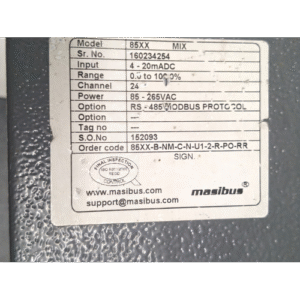 Model 85XX MIX
Sr. No. 160234254
Input 4 - 20mADC
Range 0.0 to 100.0%
Channel 24
Power 85 - 265VAC
Option RS - 485 MODBUS PROTOCOL
Option ---
Tag no ---
S.O.No 152093
Order code 85XX-B-NM-C-N-U1-2-R-PO-RR
SIGN
FINAL INSPECTION
www.masibus.com
support@masibus.com
masibus